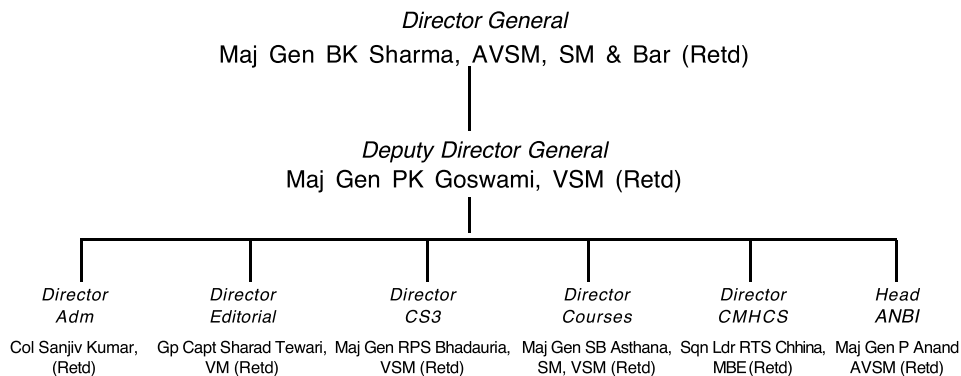 Director General
Maj Gen BK Sharma, AVSM, SM & Bar (Retd)
Deputy Director General
Maj Gen PK Goswami, VSM (Retd)
Director
Adm
Col Sanjiv Kumar,
(Retd)
Director
Editorial
Gp Capt Sharad Tewari,
VM (Retd)
Director
CS3
Maj Gen RPS Bhadauria,
VSM (Retd)
Director
Courses
Maj Gen SB Asthana,
SM, VSM (Retd)
Director
CMHCS
Sqn Ldr RTS Chhina,
MBE (Retd)
Head
ANBI
Maj Gen P Anand
AVSM (Retd)